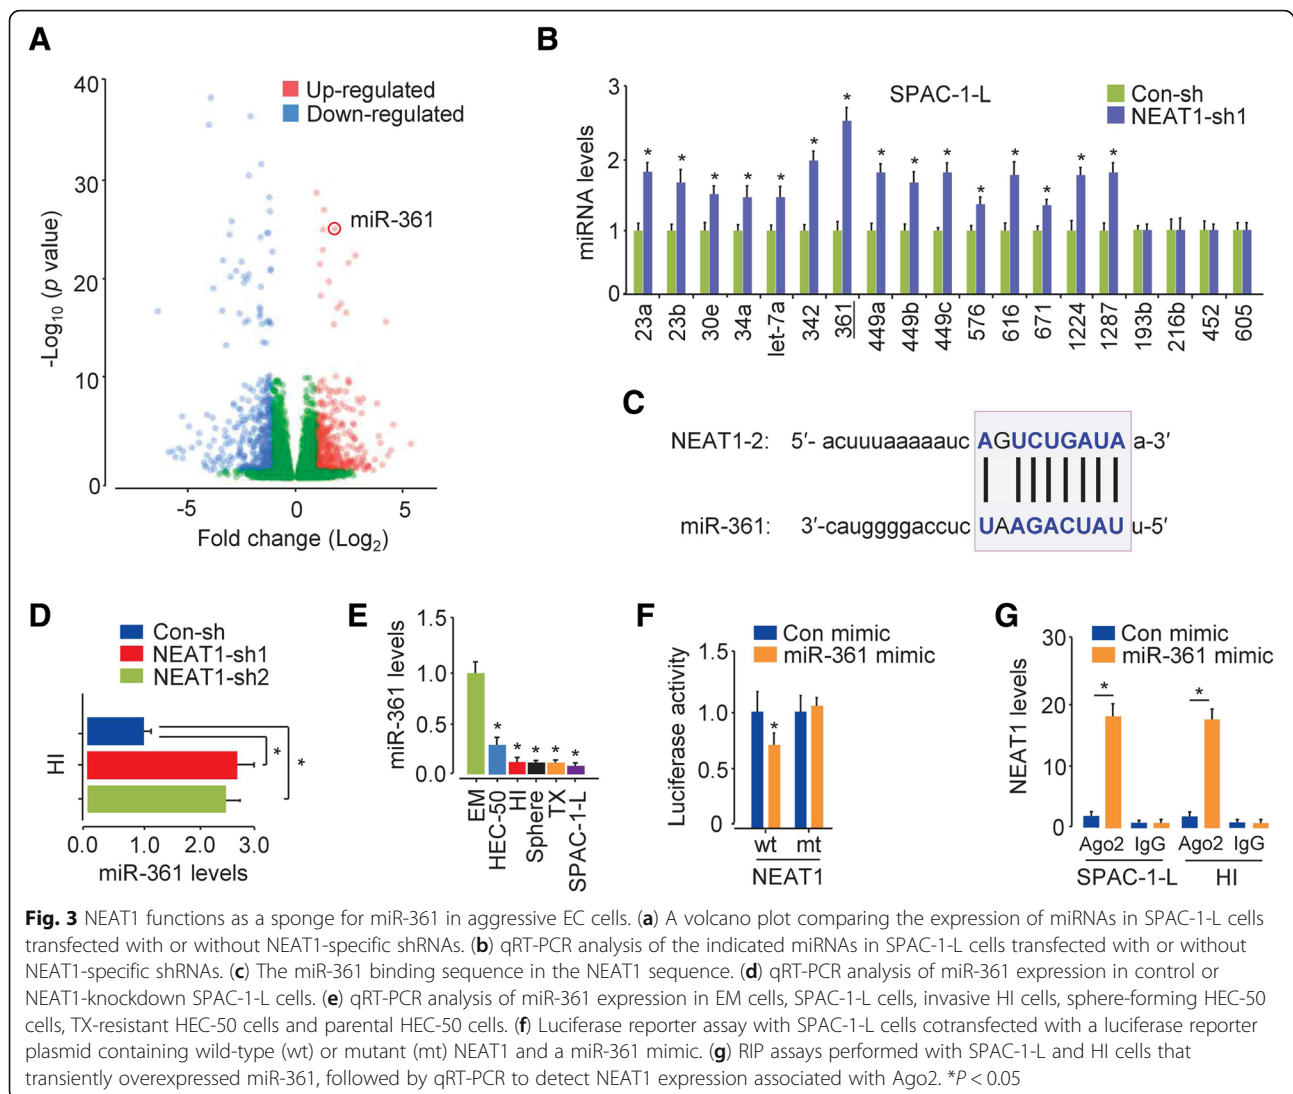 A
Up-regulated
Down-regulated
miR-361
40
30
20
10
0
-Log10 (p value)
-5
0
5
Fold change (Log2)
B
SPAC-1-L
Con-sh
NEAT1-sh1
3
2
1
0
miRNA levels
* * * * * * * * * * * * * * *
23a 23b 30e 34a let-7a 342 361 449a 449b 449c 576 616 671 1224 1287 193b 216b 452 605
C
NEAT1-2: 5′- acuuuaaaaauc AGUCUGAUA a-3′
miR-361: 3′-cauggggaccuc UAAGACUAU u-5′
D
Con-sh
NEAT1-sh1
NEAT1-sh2
HI
* *
0.0 1.0 2.0 3.0
miR-361 levels
E
1.5
1.0
0.5
0.0
miR-361 levels
* * * * *
EM HEC-50 HI Sphere TX SPAC-1-L
F
Con mimic
miR-361 mimic
1.5
1.0
0.5
0
Luciferase activity
*
wt mt
NEAT1
G
Con mimic
miR-361 mimic
30
20
10
0
NEAT1 levels
* *
Ago2 IgG Ago2 IgG
SPAC-1-L HI
Fig. 3 NEAT1 functions as a sponge for miR-361 in aggressive EC cells. (a) A volcano plot comparing the expression of miRNAs in SPAC-1-L cells
transfected with or without NEAT1-specific shRNAs. (b) qRT-PCR analysis of the indicated miRNAs in SPAC-1-L cells transfected with or without
NEAT1-specific shRNAs. (c) The miR-361 binding sequence in the NEAT1 sequence. (d) qRT-PCR analysis of miR-361 expression in control or
NEAT1-knockdown SPAC-1-L cells. (e) qRT-PCR analysis of miR-361 expression in EM cells, SPAC-1-L cells, invasive HI cells, sphere-forming HEC-50
cells, TX-resistant HEC-50 cells and parental HEC-50 cells. (f) Luciferase reporter assay with SPAC-1-L cells cotransfected with a luciferase reporter
plasmid containing wild-type (wt) or mutant (mt) NEAT1 and a miR-361 mimic. (g) RIP assays performed with SPAC-1-L and HI cells that
transiently overexpressed miR-361, followed by qRT-PCR to detect NEAT1 expression associated with Ago2. *P < 0.05